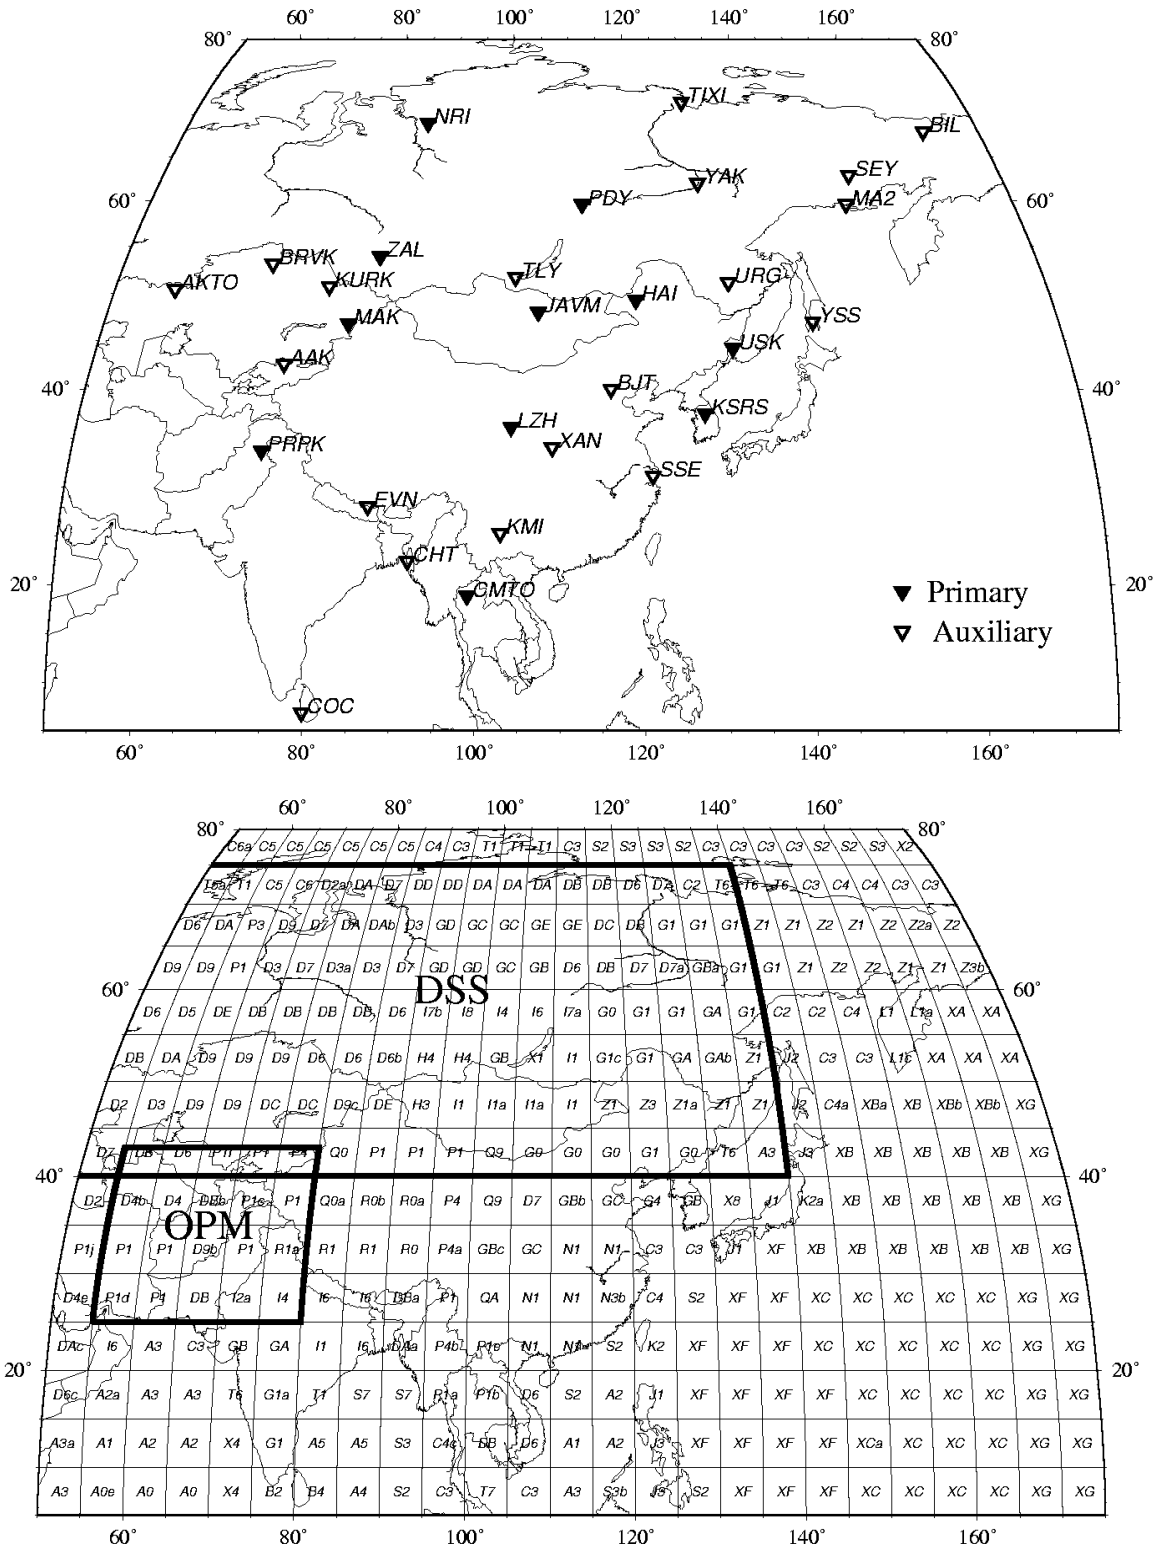 60° 80° 100° 120° 140° 160°
80° 80°
TIXI
NRI
BIL
SEY
YAK
PDY MA2
60° 60°
ZAL
BRVK
TLY
AKTO KURK URG
JAVM HAI
MAK YSS
USK
AAK
BJT
40° 40°
KSRS
LZH
XAN
PRPK
SSE
EVN
KMI
CHT
20° CMTO 20°
Primary
Auxiliary
COC
60° 80° 100° 120° 140° 160°
60° 80° 100° 120° 140° 160°
80° 80°
C6a C5 C5 C5 C5 C5 C4 C3 T1 T1 T1 C3 S2 S3 S3 S2 C3 C3 C3 C3 S2 S2 S3 X2
T1 C5 C6 D2a DA D7 DD DD DA DA DA DB DB D6 DA C2 T6 T6 T6 C3 C4 C4 C3 C3
D6 DA P3 D9 D7 DA DAb D3 GD GC GC GE GE DC DB G1 G1 G1 Z1 Z1 Z2 Z1 Z2 Z2a Z2
D9 D9 P1 D3 D7 D3a D3 D7 GD GD GC GB D6 DB D7 D7a GBa G1 G1 Z1 Z2 Z2 Z1 Z1 Z3b
60° DSS 60°
D6 D5 DE DB DB DB DB D6 I7b I8 I4 I6 I7a G0 G1 G1 GA G1 C2 C2 C4 L1 L1a XA XA
DB DA D9 D9 D9 D6 D6 D6b H4 H4 GB X1 I1 G1c G1 GA GAb Z1 J2 C3 C3 L1c XA XA XA
D2 D3 D9 D9 DC DC D9c DE H3 I1 I1a I1a I1 Z1 Z3 Z1a Z1 Z1 J2 C4a XBa XB XBb XBb XG
D7 DB D6 P1 P4 Q0 P1 P1 P1 Q9 G0 G0 G0 G1 G0 T6 A3 J3 XB XB XB XB XB XG
40° 40°
D2 D4b D4 DBa P1c P1 Q0a R0b R0a P4 Q9 D7 GBb GC G4 GB X8 J1 K2a XB XB XB XB XB XG
OPM
P1j P1 P1 D9b P1 R1a R1 R1 R0 P4a GBc GC N1 N1 C3 C3 J1 XF XB XB XB XB XB XG
D4e P1d P1 DB I2a I4 I6 I6 DBa P1 QA N1 N1 N3b C4 S2 XF XF XC XC XC XC XC XG XG
DAc I6 A3 C3 GB GA I1 I6 DAa P4b P1e N1 N1 S2 K2 XF XF XF XC XC XC XC XG XG
20° 20°
D6c A2a A3 A3 T6 G1a T1 S7 S7 R1a P1b D6 S2 A2 J1 XF XF XF XF XC XC XC XG XG XG
A3a A1 A2 A2 X4 G1 A5 A5 S3 C4c DB D6 A1 A2 J3 XF XF XF XF XCa XC XC XC XG XG
A3 A0e A0 A0 X4 B2 B4 A4 S2 C3 T7 C3 A3 S3b J3 S2 XF XF XF XC XC XC XC XG XG
60° 80° 100° 120° 140° 160°